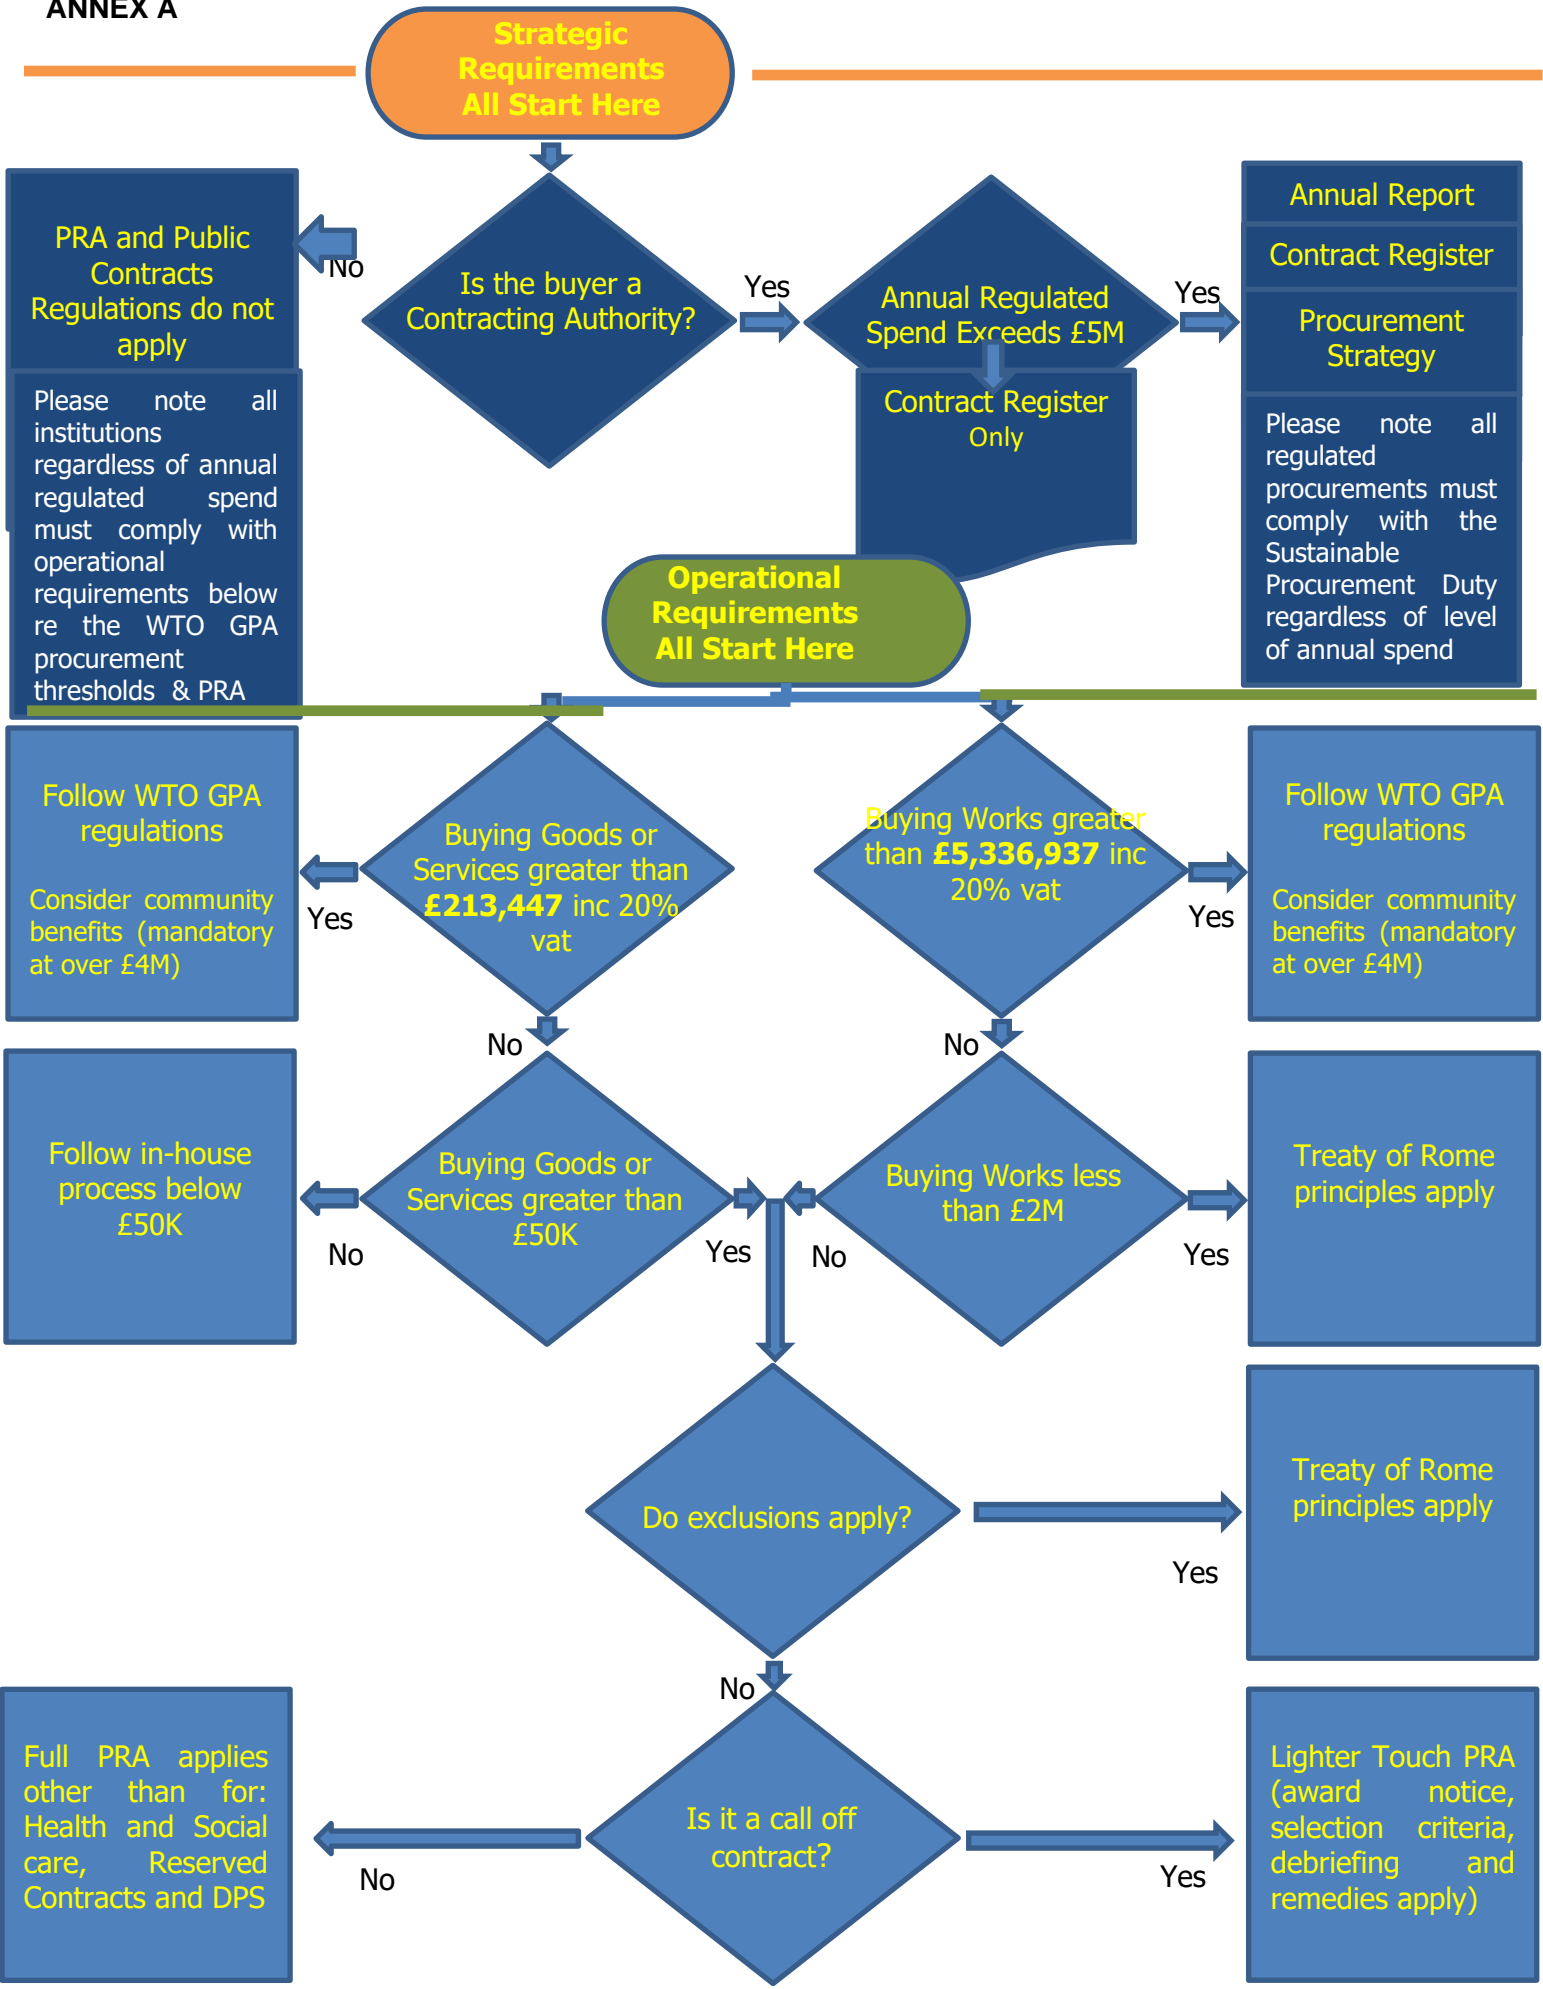 ANNEX A
Strategic
Requirements
All Start Here
PRA and Public
Contracts
Regulations do not
apply
No
Is the buyer a
Contracting Authority?
Yes
Annual Regulated
Spend Exceeds £5M
Yes
Annual Report
Contract Register
Procurement
Strategy
Please note all
institutions
regardless of annual
regulated spend
must comply with
operational
requirements below
re the WTO GPA
procurement
thresholds & PRA
Contract Register
Only
Please note all
regulated
procurements must
comply with the
Sustainable
Procurement Duty
regardless of level
of annual spend
Operational
Requirements
All Start Here
Follow WTO GPA
regulations
Consider community
benefits (mandatory
at over £4M)
Yes
Buying Goods or
Services greater than
£213,447 inc 20%
vat
Buying Works greater
than £5,336,937 inc
20% vat
Yes
Follow WTO GPA
regulations
Consider community
benefits (mandatory
at over £4M)
No
No
Follow in-house
process below
£50K
No
Buying Goods or
Services greater than
£50K
Yes
No
Buying Works less
than £2M
Yes
Treaty of Rome
principles apply
Do exclusions apply?
Yes
Treaty of Rome
principles apply
No
Full PRA applies
other than for:
Health and Social
care, Reserved
Contracts and DPS
No
Is it a call off
contract?
Yes
Lighter Touch PRA
(award notice,
selection criteria,
debriefing and
remedies apply)